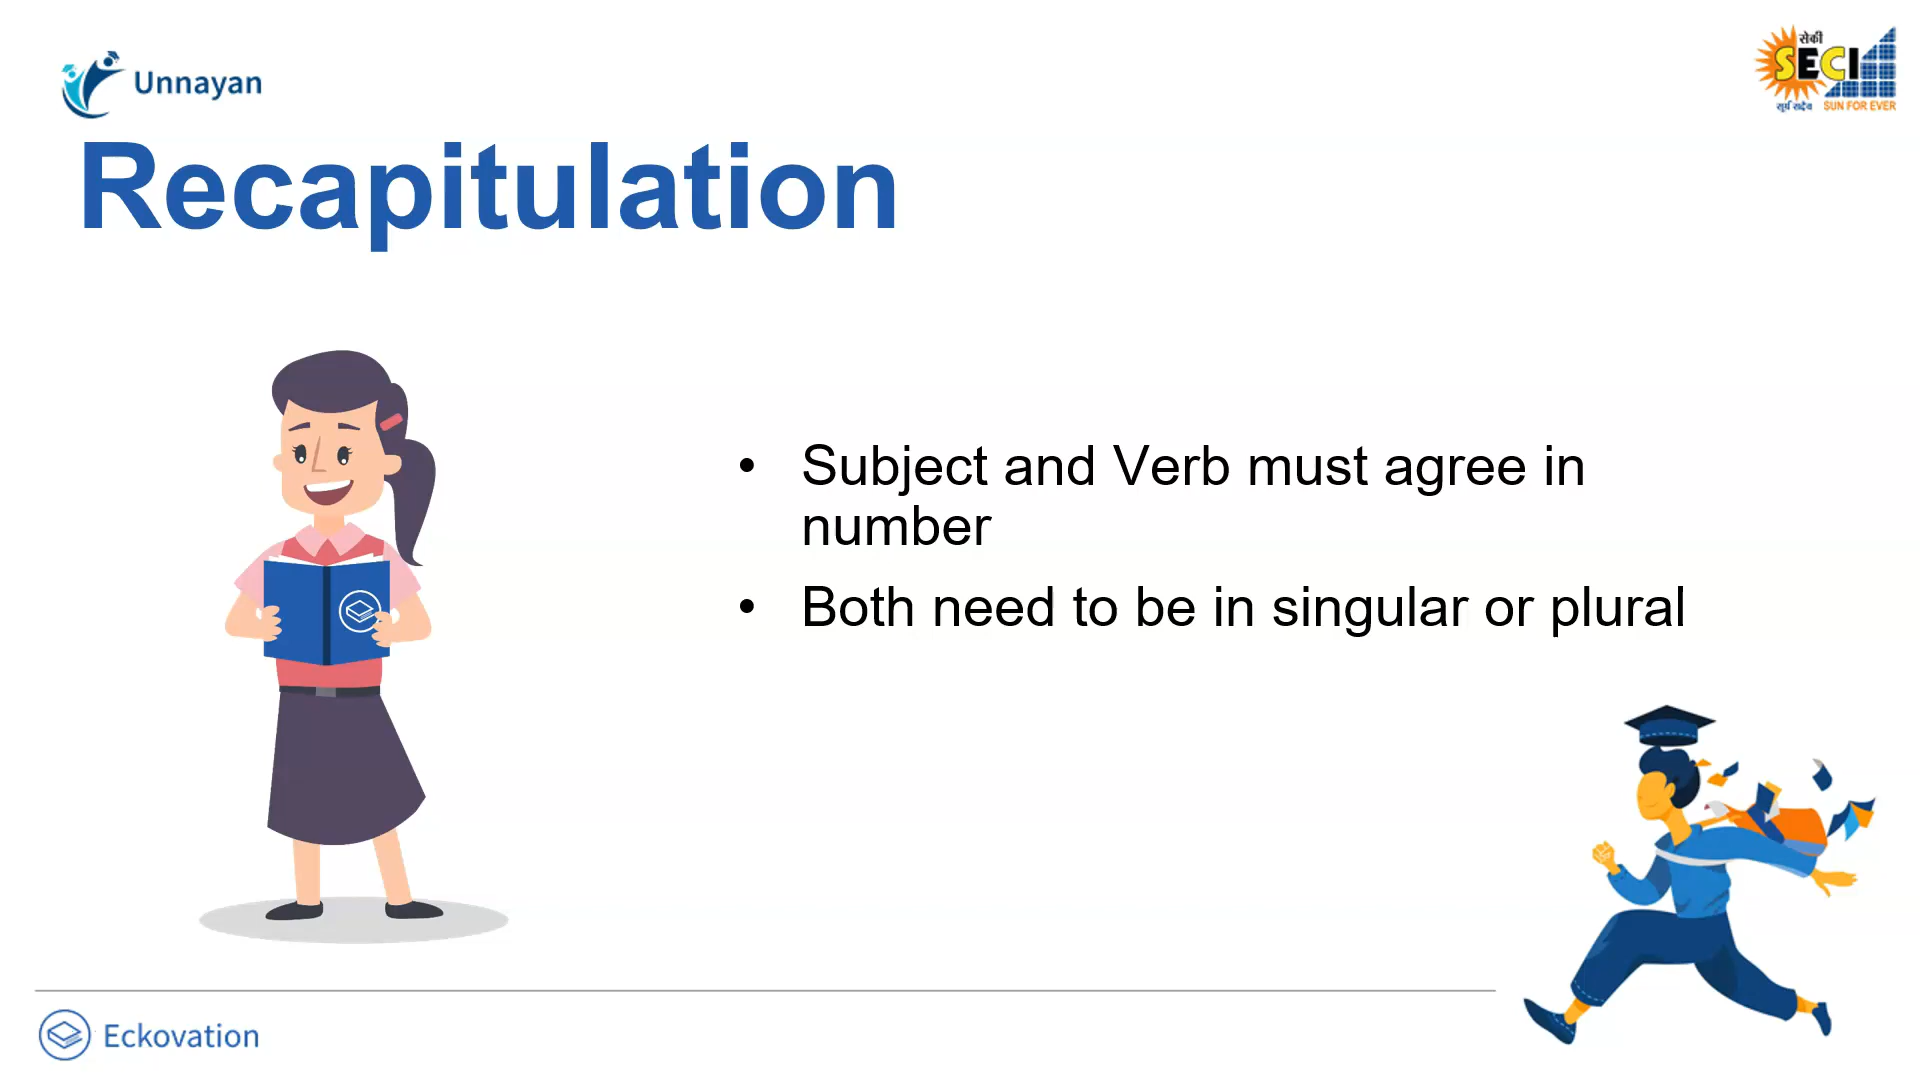 Unnayan
सेकी
SECI
सूर्य सदैव SUN FOR EVER
Recapitulation
• Subject and Verb must agree in
number
• Both need to be in singular or plural
Eckovation